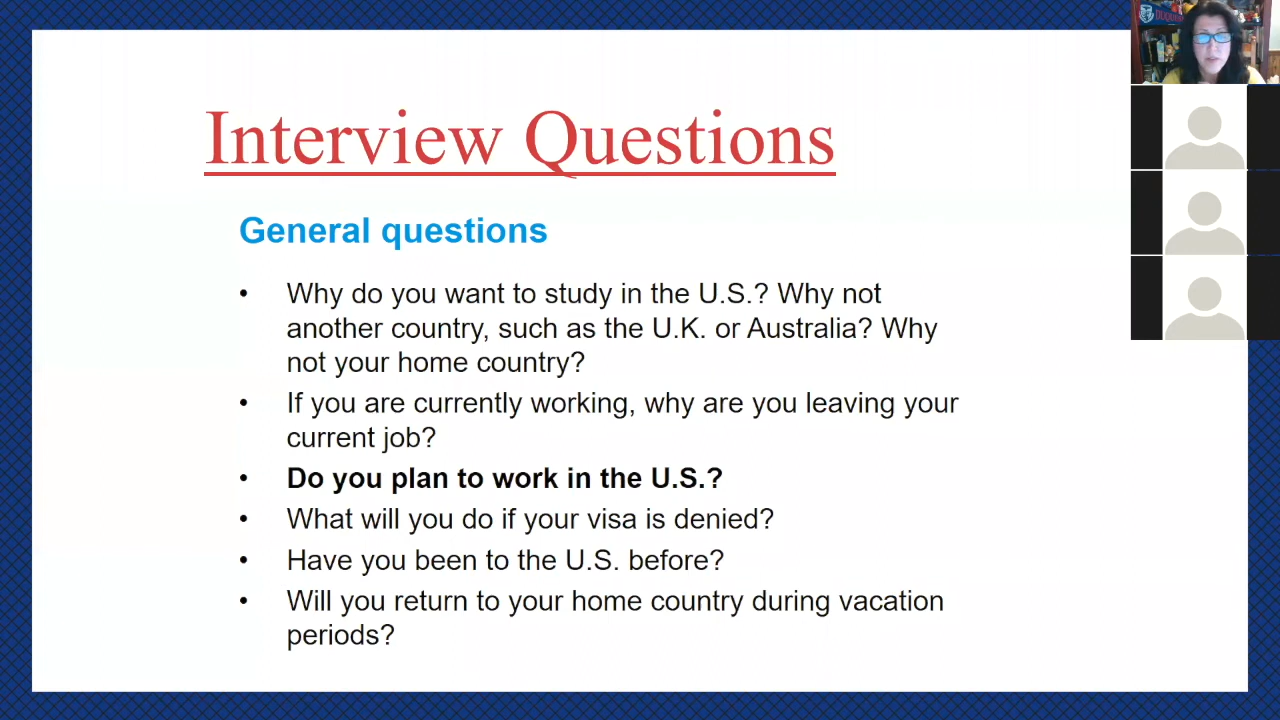 Interview Questions
General questions
• Why do you want to study in the U.S.? Why not
another country, such as the U.K. or Australia? Why
not your home country?
• If you are currently working, why are you leaving your
current job?
• Do you plan to work in the U.S.?
• What will you do if your visa is denied?
• Have you been to the U.S. before?
• Will you return to your home country during vacation
periods?